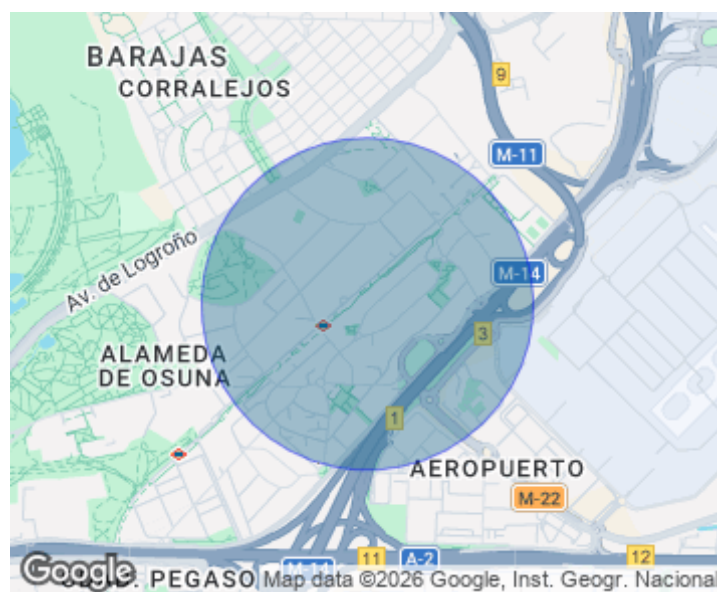 BARAJAS
CORRALEJOS
9
M-11
Av. de Logroño
M-14
3
ALAMEDA
DE OSUNA
1
AEROPUERTO
M-22
M-14
11
A-2
12
Google
PEGASO
Map data ©2026 Google, Inst. Geogr. Nacional